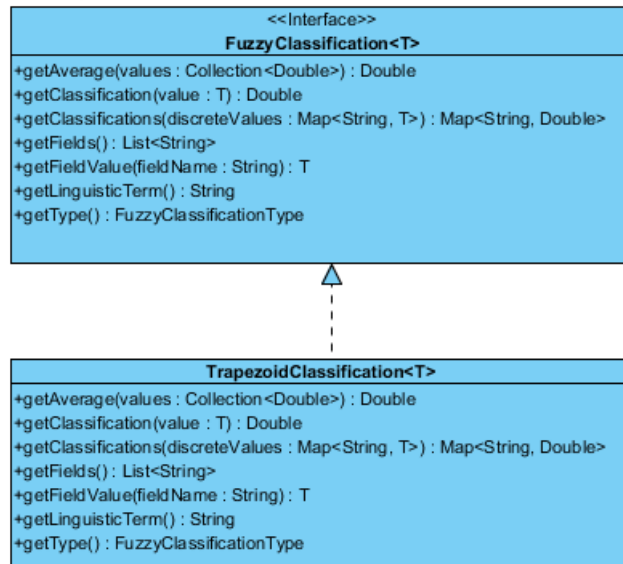 <<Interface>>
FuzzyClassification<T>
+getAverage(values : Collection<Double>) : Double
+getClassification(value : T) : Double
+getClassifications(discreteValues : Map<String, T>) : Map<String, Double>
+getFields() : List<String>
+getFieldValue(fieldName : String) : T
+getLinguisticTerm() : String
+getType() : FuzzyClassificationType
TrapezoidClassification<T>
+getAverage(values : Collection<Double>) : Double
+getClassification(value : T) : Double
+getClassifications(discreteValues : Map<String, T>) : Map<String, Double>
+getFields() : List<String>
+getFieldValue(fieldName : String) : T
+getLinguisticTerm() : String
+getType() : FuzzyClassificationType